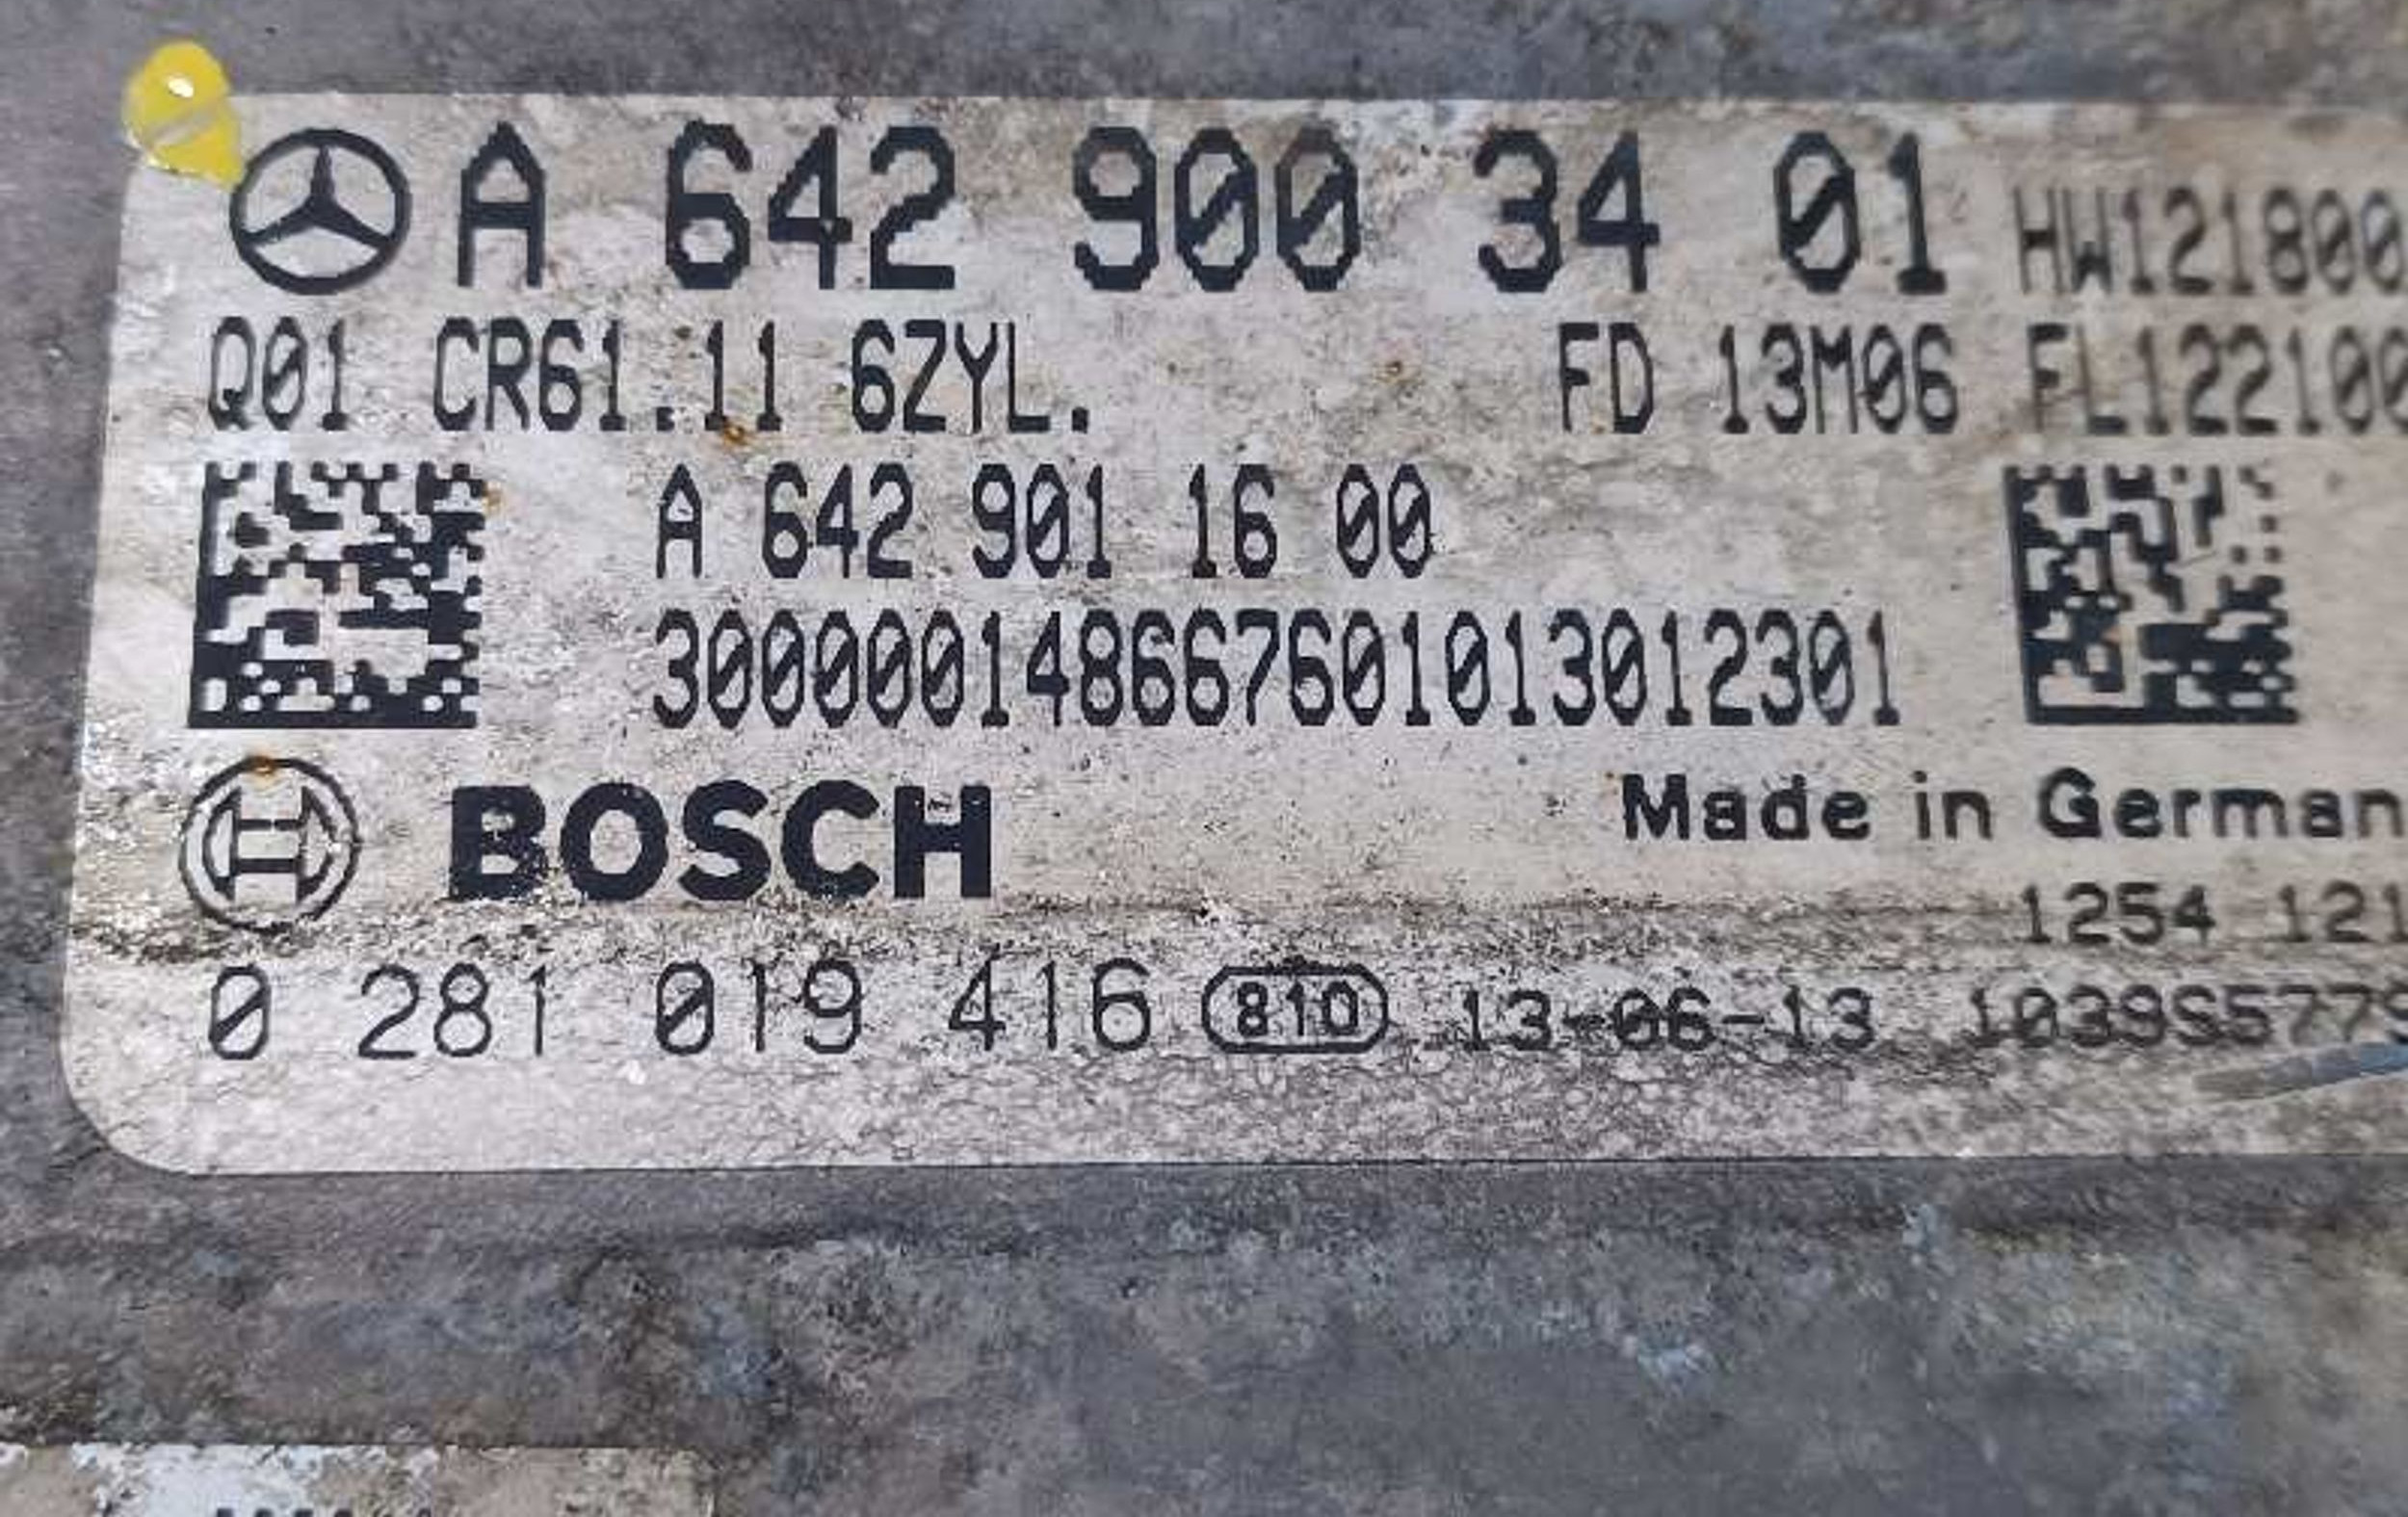 A 642 900 34 01 HW121800
Q01 CR61.11 6ZYL. FD 13M06 FL122100
A 642 901 16 00
300000148667601013012301
BOSCH Made in German
1254 121
0 281 019 416 810 13-06-13 1039S577